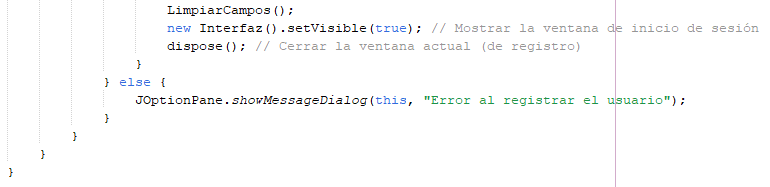 LimpiarCampos();
new Interfaz().setVisible(true); // Mostrar la ventana de inicio de sesión
dispose(); // Cerrar la ventana actual (de registro)
}
} else {
JOptionPane.showMessageDialog(this, "Error al registrar el usuario");
}
}
}
}